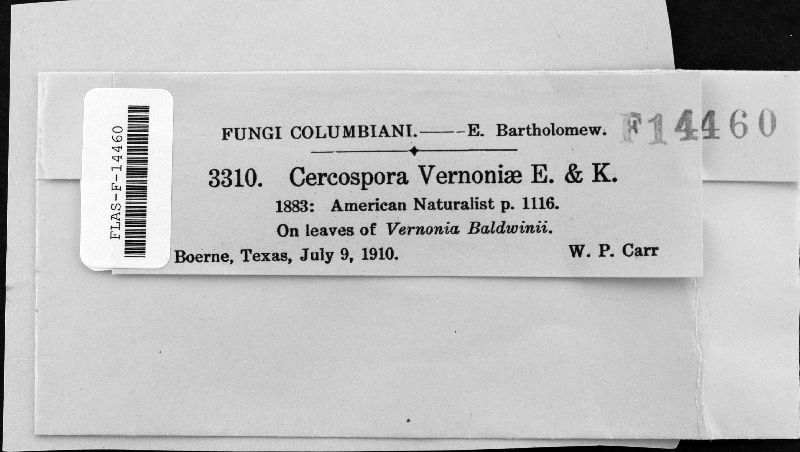 FLAS-F-14460
FUNGI COLUMBIANI.——E. Bartholomew. F14460
3310. Cercospora Vernoniæ E. & K.
1883: American Naturalist p. 1116.
On leaves of Vernonia Baldwinii.
Boerne, Texas, July 9, 1910. W. P. Carr